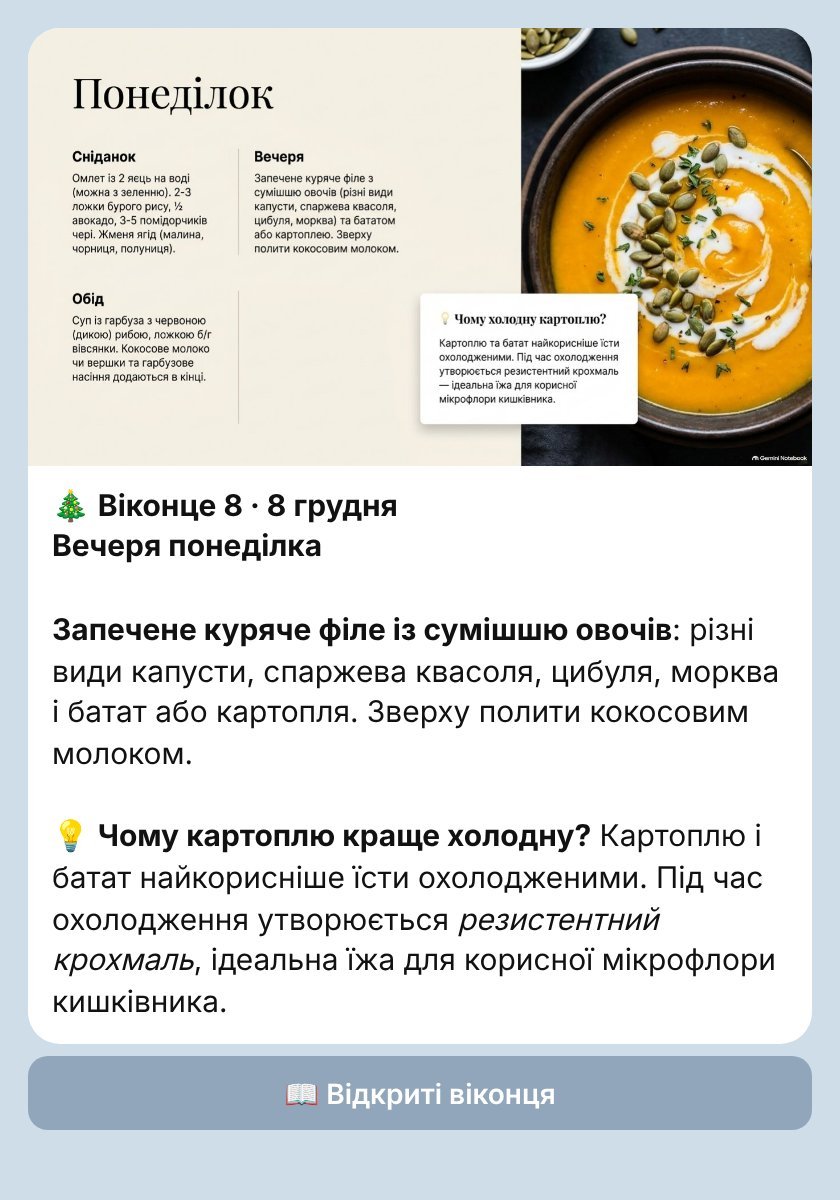 Понеділок
Сніданок
Омлет із 2 яєць на воді
(можна з зеленню). 2-3
ложки бурого рису, ½
авокадо, 3-5 помідорчиків
чері. Жменя ягід (малина,
чорниця, полуниця).
Вечеря
Запечене куряче філе з
сумішшю овочів (різні види
капусти, спаржева квасоля,
цибуля, морква) та бататом
або картоплею. Зверху
полити кокосовим молоком.
Обід
Суп із гарбуза з червоною
(дикою) рибою, ложкою б/г
вівсянки. Кокосове молоко
чи вершки та гарбузове
насіння додаються в кінці.
💡 Чому холодну картоплю?
Картоплю та батат найкорисніше їсти
охолодженими. Під час охолодження
утворюється резистентний крохмаль
— ідеальна їжа для корисної
мікрофлори кишківника.
Gemini Notebook
🎄 Віконце 8 · 8 грудня
Вечеря понеділка
Запечене куряче філе із сумішшю овочів: різні
види капусти, спаржева квасоля, цибуля, морква
і батат або картопля. Зверху полити кокосовим
молоком.
💡 Чому картоплю краще холодну? Картоплю і
батат найкорисніше їсти охолодженими. Під час
охолодження утворюється резистентний
крохмаль, ідеальна їжа для корисної мікрофлори
кишківника.
📖 Відкриті віконця